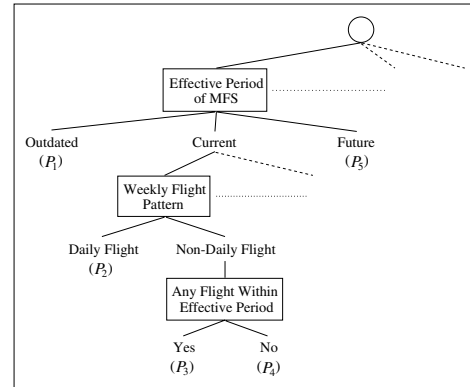 Effective Period
of MFS
Outdated Current Future
(P1) (P5)
Weekly Flight
Pattern
Daily Flight Non-Daily Flight
(P2)
Any Flight Within
Effective Period
Yes No
(P3) (P4)